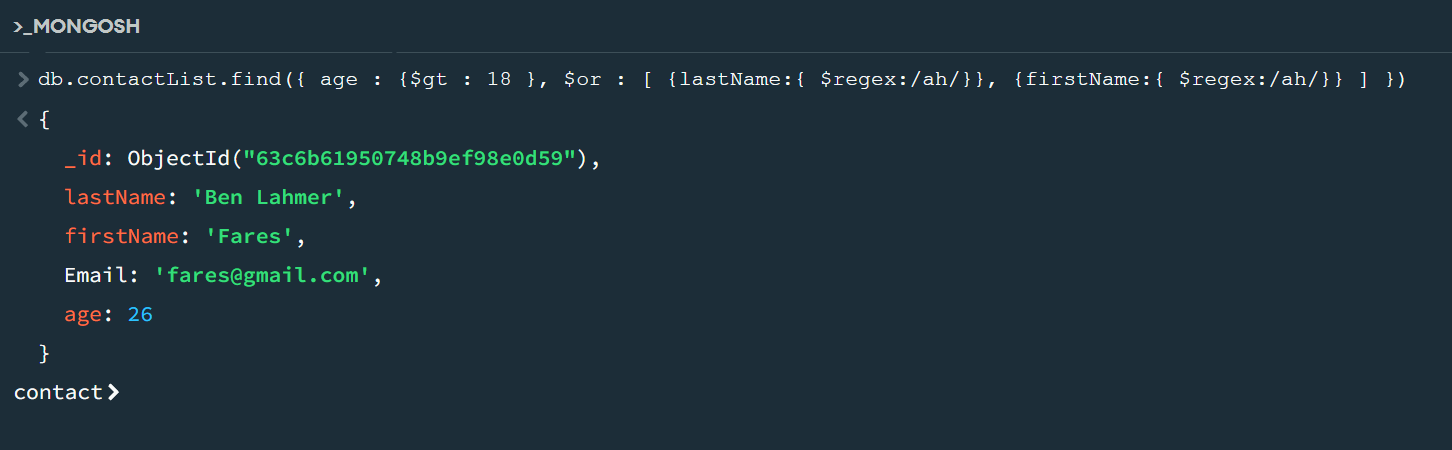 >_MONGOSH
> db.contactList.find({ age : {$gt : 18 }, $or : [ {lastName:{ $regex:/ah/}}, {firstName:{ $regex:/ah/}} ] })
< {
_id: ObjectId("63c6b61950748b9ef98e0d59"),
lastName: 'Ben Lahmer',
firstName: 'Fares',
Email: 'fares@gmail.com',
age: 26
}
contact>